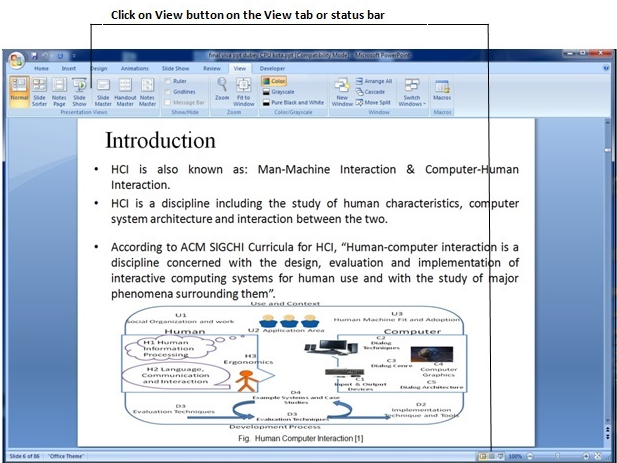 Click on View button on the View tab or status bar
Microsoft PowerPoint
Home Insert Design Animations Slide Show Review View Developer
Normal Slide Sorter Notes Page Slide Show Slide Master Handout Master Notes Master
Presentation Views
Ruler
Gridlines
Message Bar
Show/Hide
Zoom Fit to Window
Zoom
Color
Grayscale
Pure Black and White
Color/Grayscale
New Window
Arrange All
Cascade
Move Split
Switch Windows
Window
Macros
Macros
Introduction
• HCI is also known as: Man-Machine Interaction & Computer-Human
Interaction.
• HCI is a discipline including the study of human characteristics, computer
system architecture and interaction between the two.
• According to ACM SIGCHI Curricula for HCI, “Human-computer interaction is a
discipline concerned with the design, evaluation and implementation of
interactive computing systems for human use and with the study of major
phenomena surrounding them”.
Use and Context
U1
Social Organization and work
U2 Application Area
U3
Human Machine Fit and Adoption
Human
H1 Human
Information
Processing
H2 Language,
Communication
and Interaction
H3
Ergonomics
Computer
C2
Dialog
Techniques
C3
Dialog Genre
C4
Computer
Graphics
C1
Input & Output
Devices
C5
Dialog Architecture
D4
Example Systems and Case
Studies
D3
Evaluation Techniques
D3
Evaluation Techniques
D2
Implementation
Technique and Tools
Development Process
Fig. Human Computer Interaction [1]
Slide 6 of 86 "Office Theme" 100%